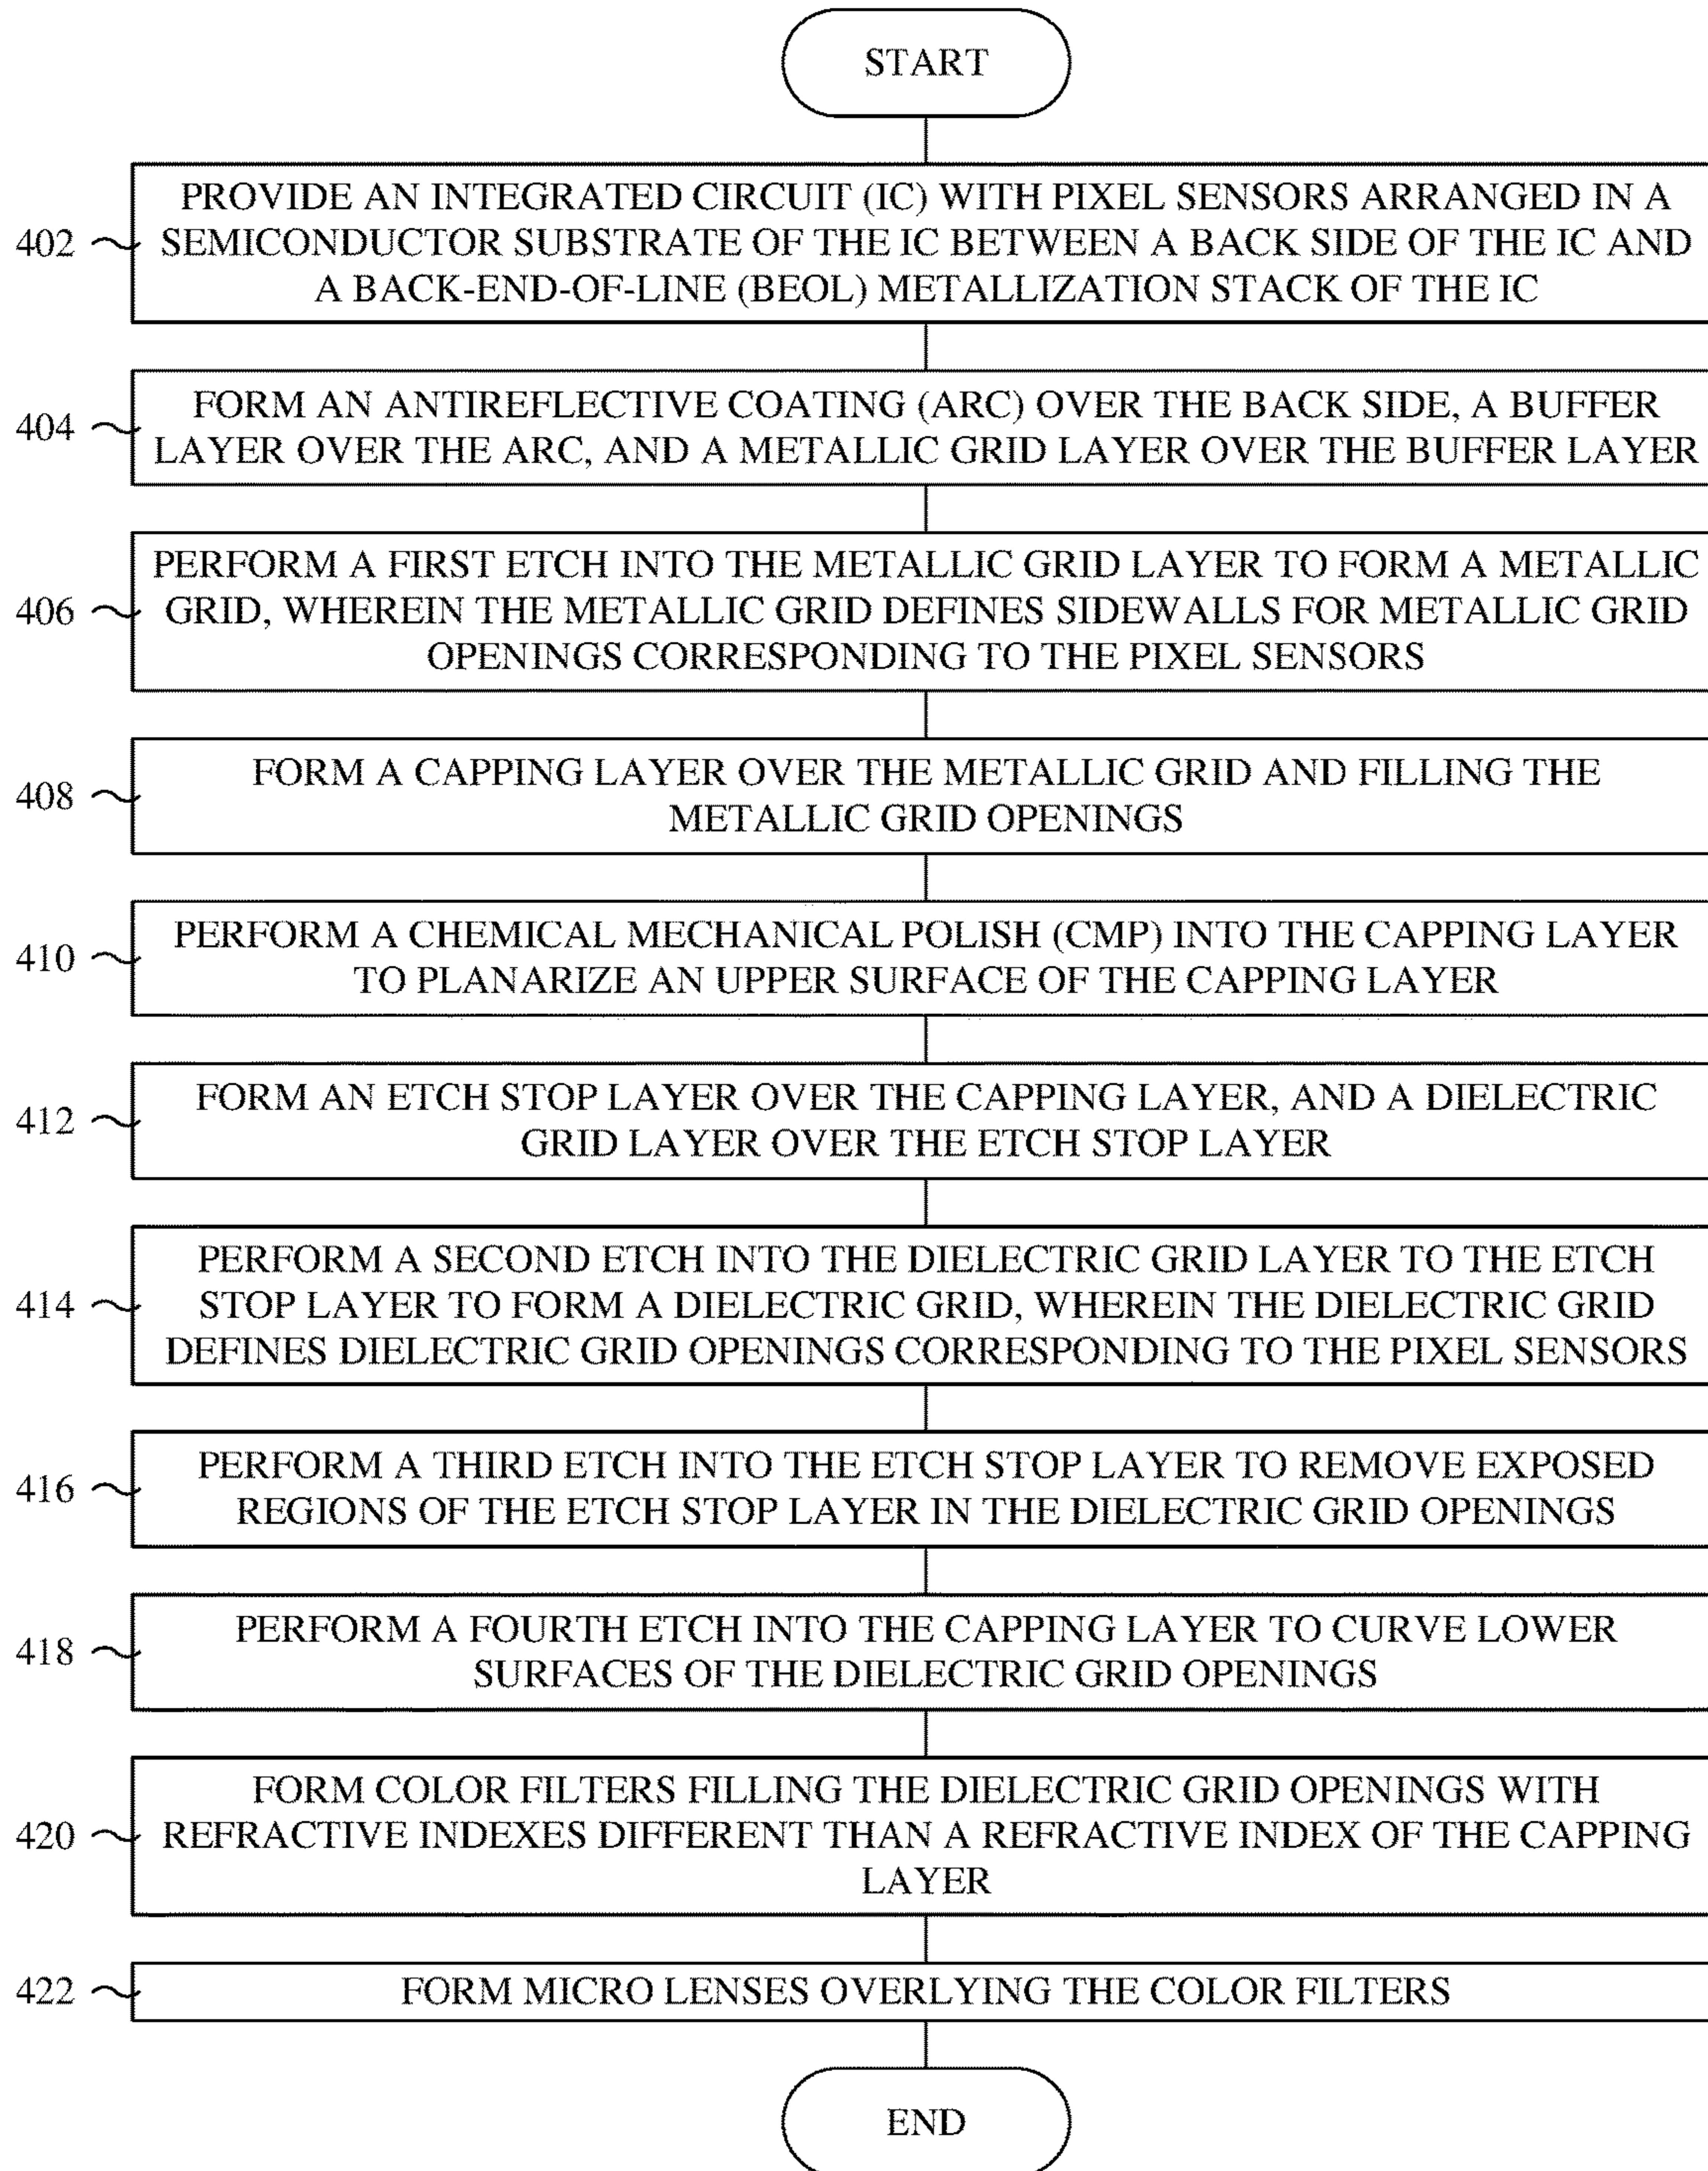 START
402
PROVIDE AN INTEGRATED CIRCUIT (IC) WITH PIXEL SENSORS ARRANGED IN A
SEMICONDUCTOR SUBSTRATE OF THE IC BETWEEN A BACK SIDE OF THE IC AND
A BACK-END-OF-LINE (BEOL) METALLIZATION STACK OF THE IC
404
FORM AN ANTIREFLECTIVE COATING (ARC) OVER THE BACK SIDE, A BUFFER
LAYER OVER THE ARC, AND A METALLIC GRID LAYER OVER THE BUFFER LAYER
406
PERFORM A FIRST ETCH INTO THE METALLIC GRID LAYER TO FORM A METALLIC
GRID, WHEREIN THE METALLIC GRID DEFINES SIDEWALLS FOR METALLIC GRID
OPENINGS CORRESPONDING TO THE PIXEL SENSORS
408
FORM A CAPPING LAYER OVER THE METALLIC GRID AND FILLING THE
METALLIC GRID OPENINGS
410
PERFORM A CHEMICAL MECHANICAL POLISH (CMP) INTO THE CAPPING LAYER
TO PLANARIZE AN UPPER SURFACE OF THE CAPPING LAYER
412
FORM AN ETCH STOP LAYER OVER THE CAPPING LAYER, AND A DIELECTRIC
GRID LAYER OVER THE ETCH STOP LAYER
414
PERFORM A SECOND ETCH INTO THE DIELECTRIC GRID LAYER TO THE ETCH
STOP LAYER TO FORM A DIELECTRIC GRID, WHEREIN THE DIELECTRIC GRID
DEFINES DIELECTRIC GRID OPENINGS CORRESPONDING TO THE PIXEL SENSORS
416
PERFORM A THIRD ETCH INTO THE ETCH STOP LAYER TO REMOVE EXPOSED
REGIONS OF THE ETCH STOP LAYER IN THE DIELECTRIC GRID OPENINGS
418
PERFORM A FOURTH ETCH INTO THE CAPPING LAYER TO CURVE LOWER
SURFACES OF THE DIELECTRIC GRID OPENINGS
420
FORM COLOR FILTERS FILLING THE DIELECTRIC GRID OPENINGS WITH
REFRACTIVE INDEXES DIFFERENT THAN A REFRACTIVE INDEX OF THE CAPPING
LAYER
422
FORM MICRO LENSES OVERLYING THE COLOR FILTERS
END